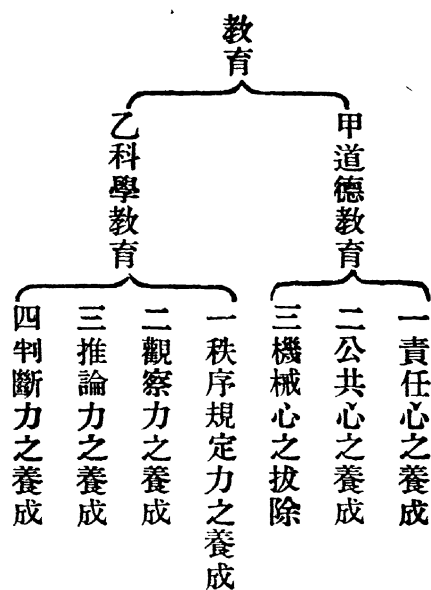 教育
甲道德教育
一責任心之養成
二公共心之養成
三機械心之拔除
乙科學教育
一秩序規定力之養成
二觀察力之養成
三推論力之養成
四判斷力之養成